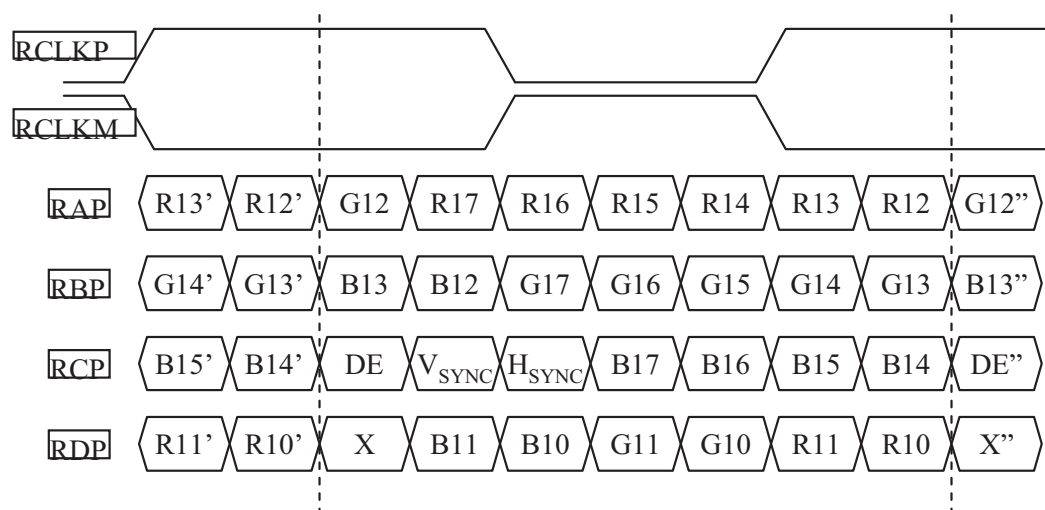 RCLKP
RCLKM
RAP R13’ R12’ G12 R17 R16 R15 R14 R13 R12 G12”
RBP G14’ G13’ B13 B12 G17 G16 G15 G14 G13 B13”
RCP B15’ B14’ DE VSYNC HSYNC B17 B16 B15 B14 DE”
RDP R11’ R10’ X B11 B10 G11 G10 R11 R10 X”